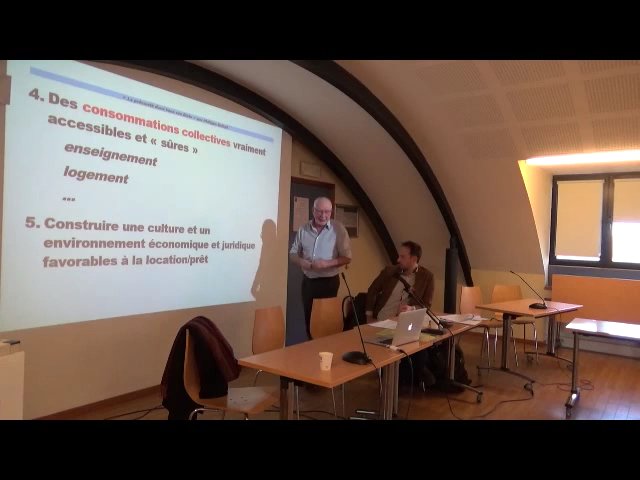 4. Des consommations collectives vraiment
accessibles et « sûres »
enseignement
logement
...
5. Construire une culture et un
environnement économique et juridique
favorables à la location/prêt